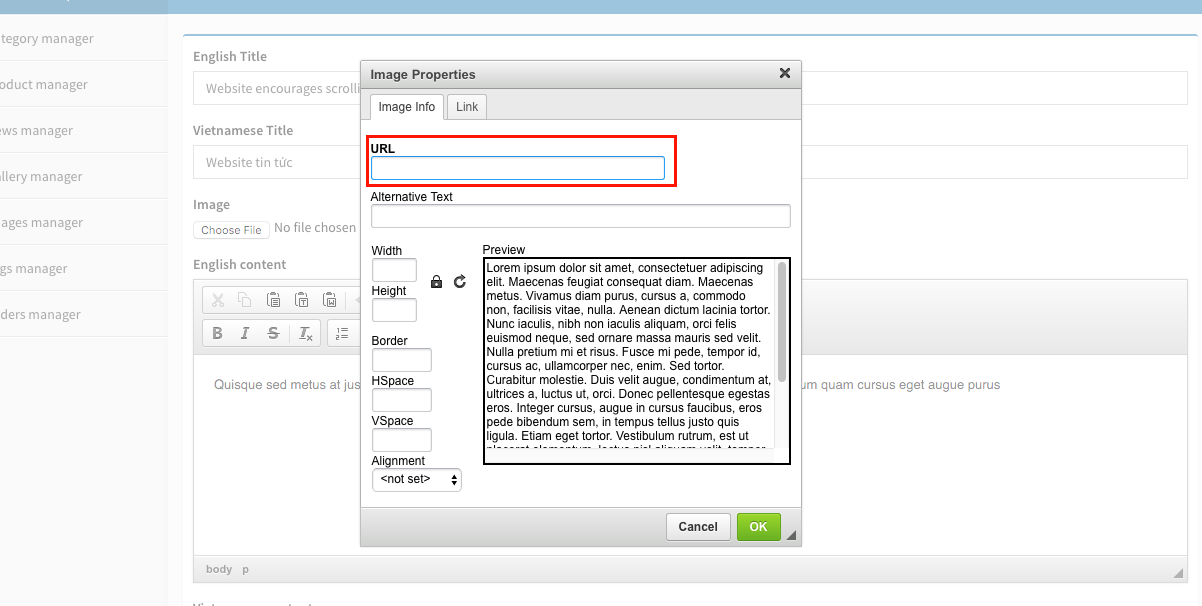 tegory manager
oduct manager
ews manager
allery manager
ages manager
gs manager
ders manager
English Title
Website encourages scrolli
Vietnamese Title
Website tin tức
Image
Choose File No file chosen
English content
B I S Tx
Quisque sed metus at jus
um quam cursus eget augue purus
body p
Image Properties
Image Info Link
URL
Alternative Text
Width
Height
Border
HSpace
VSpace
Alignment
<not set>
Preview
Lorem ipsum dolor sit amet, consectetuer adipiscing
elit. Maecenas feugiat consequat diam. Maecenas
metus. Vivamus diam purus, cursus a, commodo
non, facilisis vitae, nulla. Aenean dictum lacinia tortor.
Nunc iaculis, nibh non iaculis aliquam, orci felis
euismod neque, sed ornare massa mauris sed velit.
Nulla pretium mi et risus. Fusce mi pede, tempor id,
cursus ac, ullamcorper nec, enim. Sed tortor.
Curabitur molestie. Duis velit augue, condimentum at,
ultrices a, luctus ut, orci. Donec pellentesque egestas
eros. Integer cursus, augue in cursus faucibus, eros
pede bibendum sem, in tempus tellus justo quis
ligula. Etiam eget tortor. Vestibulum rutrum, est ut
Cancel OK